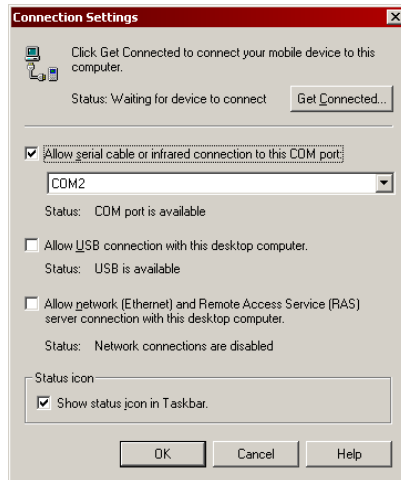 Connection Settings
Click Get Connected to connect your mobile device to this
computer.
Status: Waiting for device to connect
Get Connected...
Allow serial cable or infrared connection to this COM port:
COM2
Status: COM port is available
Allow USB connection with this desktop computer.
Status: USB is available
Allow network (Ethernet) and Remote Access Service (RAS)
server connection with this desktop computer.
Status: Network connections are disabled
Status icon
Show status icon in Taskbar.
OK
Cancel
Help